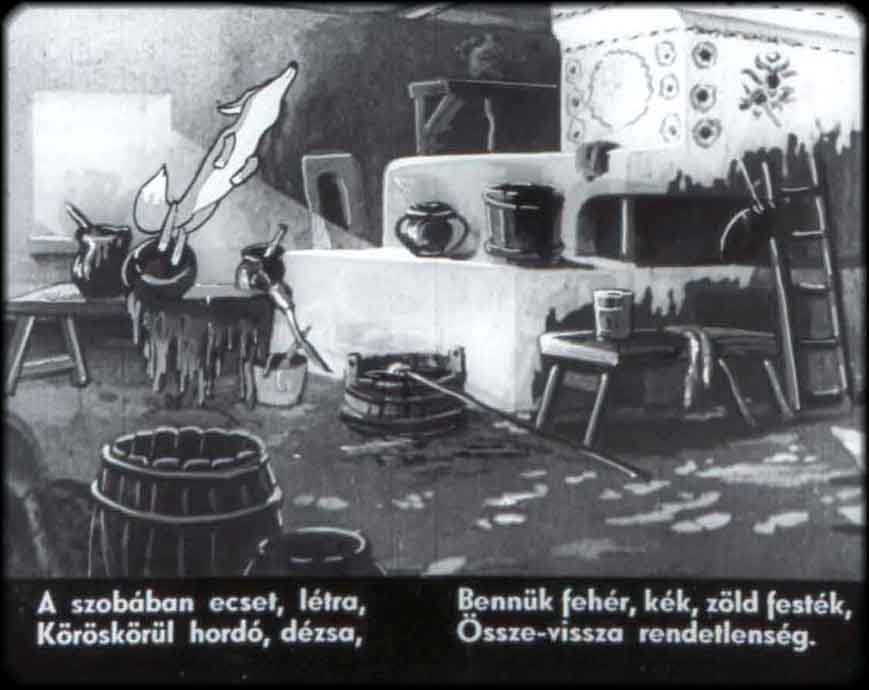 A szobában ecset, létra,
Köröskörül hordó, dézsa,
Bennük fehér, kék, zöld festék,
Össze-vissza rendetlenség.